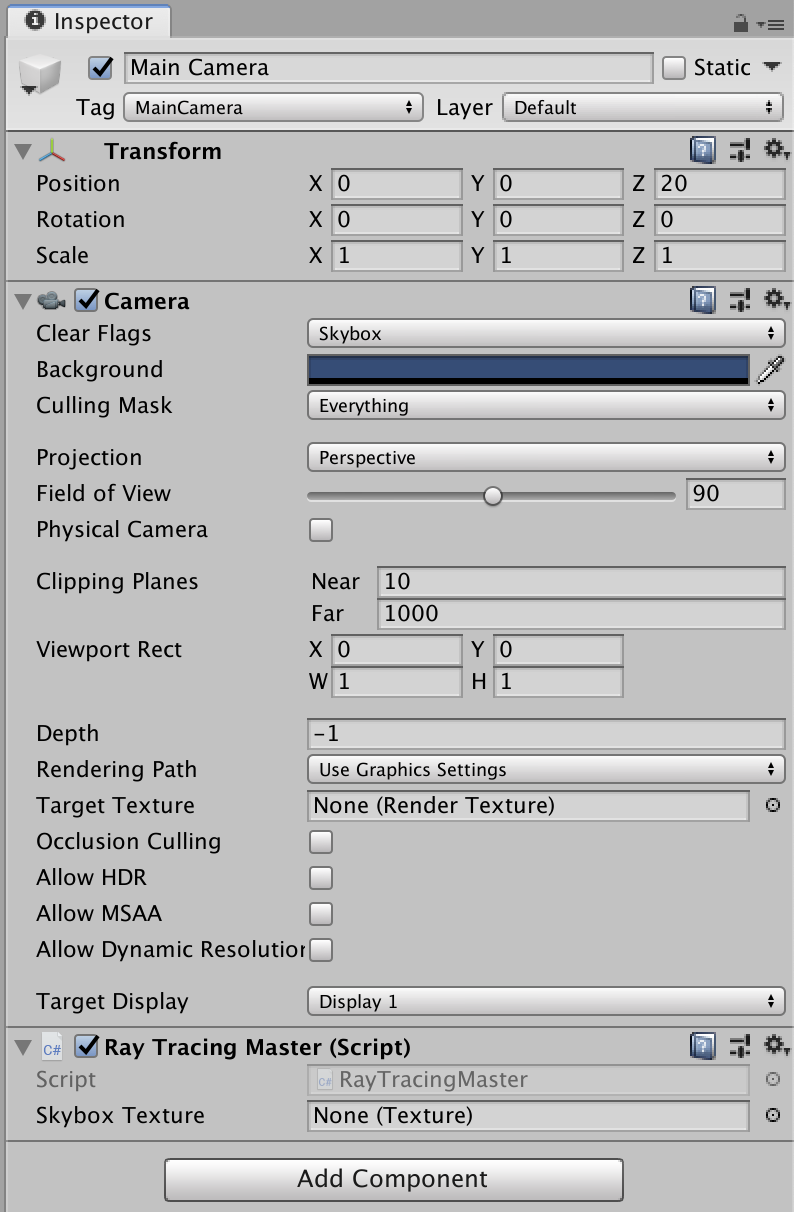 Inspector
Main Camera Static
Tag MainCamera Layer Default
Transform
Position X 0 Y 0 Z 20
Rotation X 0 Y 0 Z 0
Scale X 1 Y 1 Z 1
Camera
Clear Flags Skybox
Background
Culling Mask Everything
Projection Perspective
Field of View 90
Physical Camera
Clipping Planes Near 10
Far 1000
Viewport Rect X 0 Y 0
W 1 H 1
Depth -1
Rendering Path Use Graphics Settings
Target Texture None (Render Texture)
Occlusion Culling
Allow HDR
Allow MSAA
Allow Dynamic Resolution
Target Display Display 1
C# Ray Tracing Master (Script)
Script C# RayTracingMaster
Skybox Texture None (Texture)
Add Component